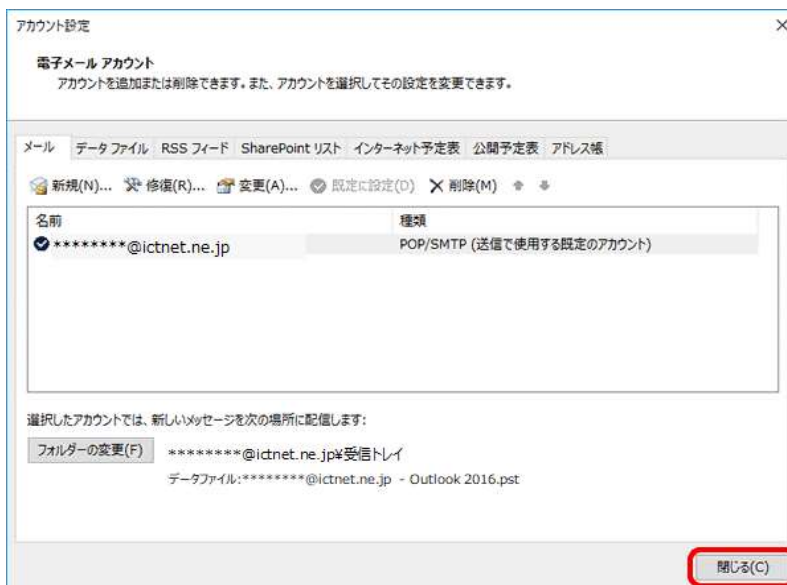 アカウント設定
電子メール アカウント
アカウントを追加または削除できます。また、アカウントを選択してその設定を変更できます。
メール データ ファイル RSS フィード SharePoint リスト インターネット予定表 公開予定表 アドレス帳
新規(N)... 修復(R)... 変更(A)... 既定に設定(D) 削除(M)
名前 種類
********@ictnet.ne.jp POP/SMTP (送信で使用する既定のアカウント)
選択したアカウントでは、新しいメッセージを次の場所に配信します:
フォルダーの変更(F) ********@ictnet.ne.jp¥受信トレイ
データファイル:********@ictnet.ne.jp - Outlook 2016.pst
閉じる(C)